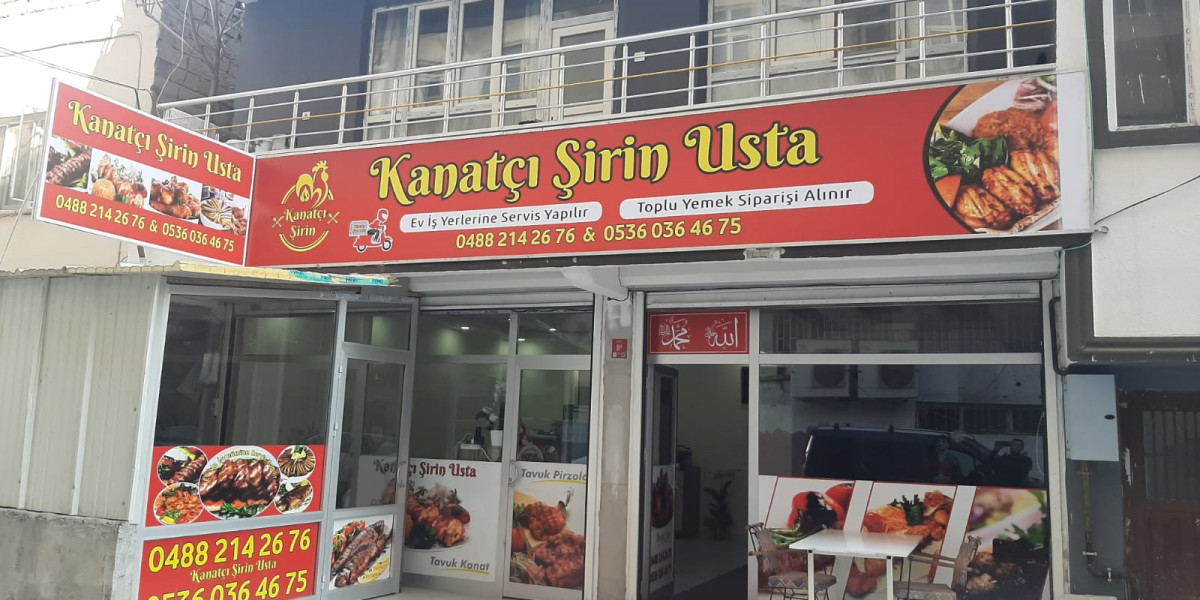 Kanatçı Şirin Usta
0488 214 26 76 & 0536 036 46 75
Kanatçı
Şirin
Kanatçı Şirin Usta
Ev İş Yerlerine Servis Yapılır
Toplu Yemek Siparişi Alınır
0488 214 26 76 & 0536 036 46 75
محمد
الله
Kanatçı Şirin Usta
Tavuk Pirzola
Tavuk Kanat
0488 214 26 76
Kanatçı Şirin Usta
0536 036 46 75